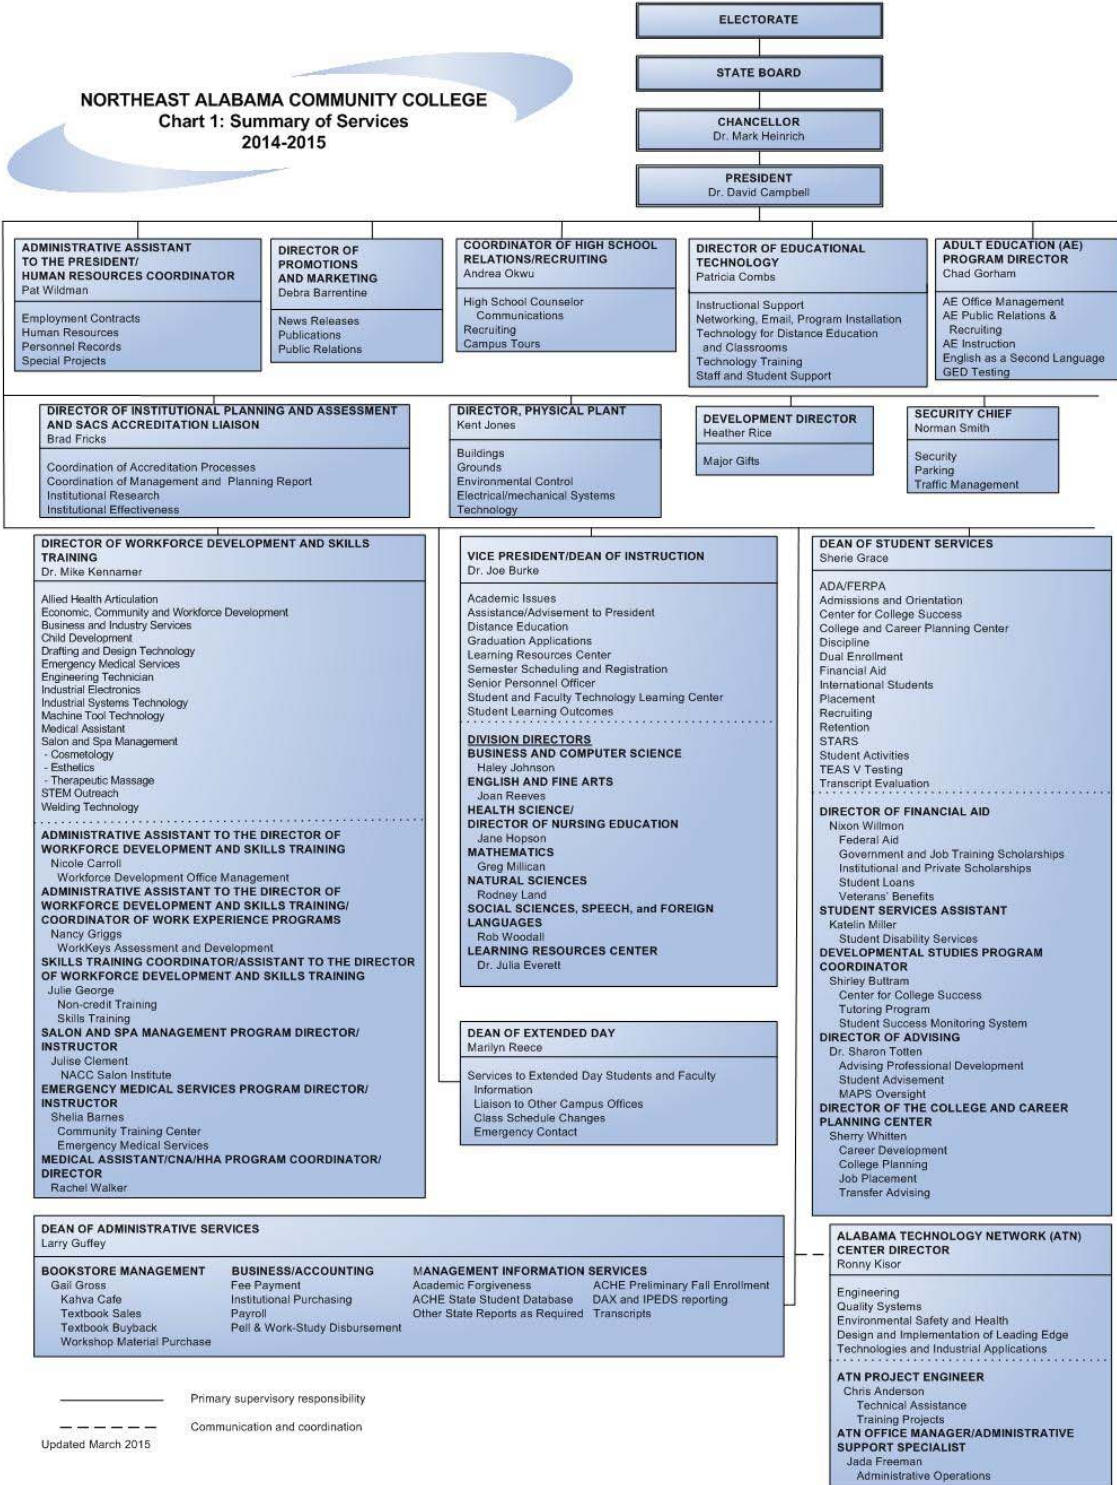 ELECTORATE
STATE BOARD
CHANCELLOR
Dr. Mark Heinrich
PRESIDENT
Dr. David Campbell
NORTHEAST ALABAMA COMMUNITY COLLEGE
Chart 1: Summary of Services
2014-2015
ADMINISTRATIVE ASSISTANT
TO THE PRESIDENT/
HUMAN RESOURCES COORDINATOR
Pat Wildman
Employment Contracts
Human Resources
Personnel Records
Special Projects
DIRECTOR OF
PROMOTIONS
AND MARKETING
Debra Barrentine
News Releases
Publications
Public Relations
COORDINATOR OF HIGH SCHOOL
RELATIONS/RECRUITING
Andrea Okwu
High School Counselor
Communications
Recruiting
Campus Tours
DIRECTOR OF EDUCATIONAL
TECHNOLOGY
Patricia Combs
Instructional Support
Networking, Email, Program Installation
Technology for Distance Education
and Classrooms
Technology Training
Staff and Student Support
ADULT EDUCATION (AE)
PROGRAM DIRECTOR
Chad Gorham
AE Office Management
AE Public Relations &
Recruiting
AE Instruction
English as a Second Language
GED Testing
DIRECTOR OF INSTITUTIONAL PLANNING AND ASSESSMENT
AND SACS ACCREDITATION LIAISON
Brad Fricks
Coordination of Accreditation Processes
Coordination of Management and Planning Report
Institutional Research
Institutional Effectiveness
DIRECTOR, PHYSICAL PLANT
Kent Jones
Buildings
Grounds
Environmental Control
Electrical/mechanical Systems
Technology
DEVELOPMENT DIRECTOR
Heather Rice
Major Gifts
SECURITY CHIEF
Norman Smith
Security
Parking
Traffic Management
DIRECTOR OF WORKFORCE DEVELOPMENT AND SKILLS
TRAINING
Dr. Mike Kennamer
Allied Health Articulation
Economic, Community and Workforce Development
Business and Industry Services
Child Development
Drafting and Design Technology
Emergency Medical Services
Engineering Technician
Industrial Electronics
Industrial Systems Technology
Machine Tool Technology
Medical Assistant
Salon and Spa Management
- Cosmetology
- Esthetics
- Therapeutic Massage
STEM Outreach
Welding Technology
ADMINISTRATIVE ASSISTANT TO THE DIRECTOR OF
WORKFORCE DEVELOPMENT AND SKILLS TRAINING
Nicole Carroll
Workforce Development Office Management
ADMINISTRATIVE ASSISTANT TO THE DIRECTOR OF
WORKFORCE DEVELOPMENT AND SKILLS TRAINING/
COORDINATOR OF WORK EXPERIENCE PROGRAMS
Nancy Griggs
WorkKeys Assessment and Development
SKILLS TRAINING COORDINATOR/ASSISTANT TO THE DIRECTOR
OF WORKFORCE DEVELOPMENT AND SKILLS TRAINING
Julie George
Non-credit Training
Skills Training
SALON AND SPA MANAGEMENT PROGRAM DIRECTOR/
INSTRUCTOR
Julise Clement
NACC Salon Institute
EMERGENCY MEDICAL SERVICES PROGRAM DIRECTOR/
INSTRUCTOR
Shelia Barnes
Community Training Center
Emergency Medical Services
MEDICAL ASSISTANT/CNA/HHA PROGRAM COORDINATOR/
DIRECTOR
Rachel Walker
VICE PRESIDENT/DEAN OF INSTRUCTION
Dr. Joe Burke
Academic Issues
Assistance/Advisement to President
Distance Education
Graduation Applications
Learning Resources Center
Semester Scheduling and Registration
Senior Personnel Officer
Student and Faculty Technology Learning Center
Student Learning Outcomes
DIVISION DIRECTORS
BUSINESS AND COMPUTER SCIENCE
Haley Johnson
ENGLISH AND FINE ARTS
Joan Reeves
HEALTH SCIENCE/
DIRECTOR OF NURSING EDUCATION
Jane Hopson
MATHEMATICS
Greg Millican
NATURAL SCIENCES
Rodney Land
SOCIAL SCIENCES, SPEECH, and FOREIGN
LANGUAGES
Rob Woodall
LEARNING RESOURCES CENTER
Dr. Julia Everett
DEAN OF EXTENDED DAY
Marilyn Reece
Services to Extended Day Students and Faculty
Information
Liaison to Other Campus Offices
Class Schedule Changes
Emergency Contact
DEAN OF STUDENT SERVICES
Sherie Grace
ADA/FERPA
Admissions and Orientation
Center for College Success
College and Career Planning Center
Discipline
Dual Enrollment
Financial Aid
International Students
Placement
Recruiting
Retention
STARS
Student Activities
TEAS V Testing
Transcript Evaluation
DIRECTOR OF FINANCIAL AID
Nixon Willmon
Federal Aid
Government and Job Training Scholarships
Institutional and Private Scholarships
Student Loans
Veterans' Benefits
STUDENT SERVICES ASSISTANT
Katelin Miller
Student Disability Services
DEVELOPMENTAL STUDIES PROGRAM
COORDINATOR
Shirley Buttram
Center for College Success
Tutoring Program
Student Success Monitoring System
DIRECTOR OF ADVISING
Dr. Sharon Totten
Advising Professional Development
Student Advisement
MAPS Oversight
DIRECTOR OF THE COLLEGE AND CAREER
PLANNING CENTER
Sherry Whitten
Career Development
College Planning
Job Placement
Transfer Advising
DEAN OF ADMINISTRATIVE SERVICES
Larry Guffey
BOOKSTORE MANAGEMENT
Gail Gross
Kahva Cafe
Textbook Sales
Textbook Buyback
Workshop Material Purchase
BUSINESS/ACCOUNTING
Fee Payment
Institutional Purchasing
Payroll
Pell & Work-Study Disbursement
MANAGEMENT INFORMATION SERVICES
Academic Forgiveness
ACHE State Student Database
Other State Reports as Required
ACHE Preliminary Fall Enrollment
DAX and IPEDS reporting
Transcripts
ALABAMA TECHNOLOGY NETWORK (ATN)
CENTER DIRECTOR
Ronny Kisor
Engineering
Quality Systems
Environmental Safety and Health
Design and Implementation of Leading Edge
Technologies and Industrial Applications
ATN PROJECT ENGINEER
Chris Anderson
Technical Assistance
Training Projects
ATN OFFICE MANAGER/ADMINISTRATIVE
SUPPORT SPECIALIST
Jada Freeman
Administrative Operations
Primary supervisory responsibility
Communication and coordination
Updated March 2015